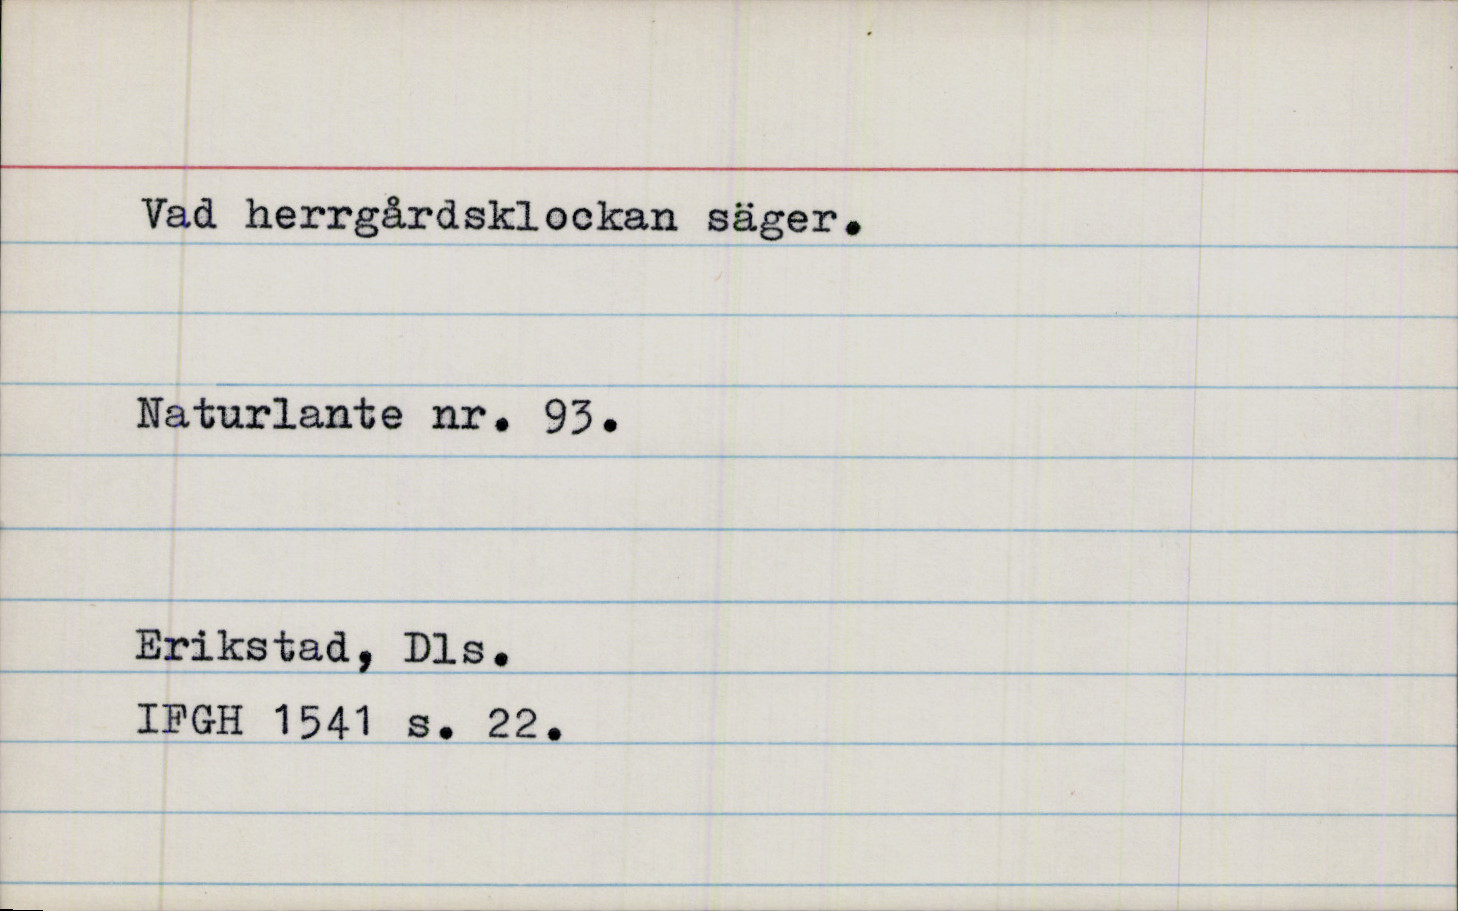 Vad herrgårdsklockan säger.
Naturlante nr. 93.
Erikstad, Dls.
IFGH 1541 s. 22.